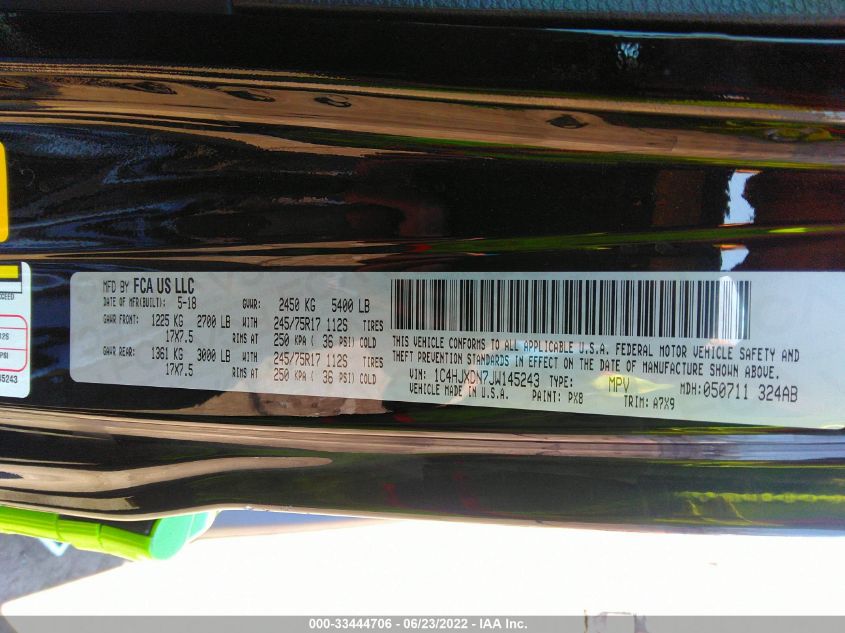 MFD BY FCA US LLC
DATE OF MFR(BUILT): 5-18 GVWR: 2450 KG 5400 LB
GAWR FRONT: 1225 KG 2700 LB WITH 245/75R17 112S TIRES
17X7.5 RIMS AT 250 KPA ( 36 PSI) COLD
GAWR REAR: 1361 KG 3000 LB WITH 245/75R17 112S TIRES
17X7.5 RIMS AT 250 KPA ( 36 PSI) COLD
THIS VEHICLE CONFORMS TO ALL APPLICABLE U.S.A. FEDERAL MOTOR VEHICLE SAFETY AND
THEFT PREVENTION STANDARDS IN EFFECT ON THE DATE OF MANUFACTURE SHOWN ABOVE.
VIN: 1C4HJXDN7JW145243 TYPE: MPV MDH:050711 324AB
VEHICLE MADE IN U.S.A. PAINT: PX8 TRIM: A7X9
EXCEED
12S
PSI
45243
000-33444706 - 06/23/2022 - IAA Inc.